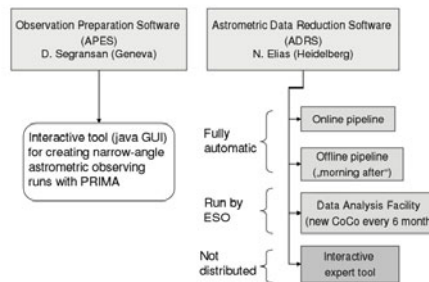 Observation Preparation Software
(APES)
D. Segransan (Geneva)
Interactive tool (java GUI)
for creating narrow-angle
astrometric observing
runs with PRIMA
Astrometric Data Reduction Software
(ADRS)
N. Elias (Heidelberg)
Fully
automatic
Online pipeline
Offline pipeline
(„morning after“)
Run by
ESO
Data Analysis Facility
(new CoCo every 6 month
Not
distributed
Interactive
expert tool